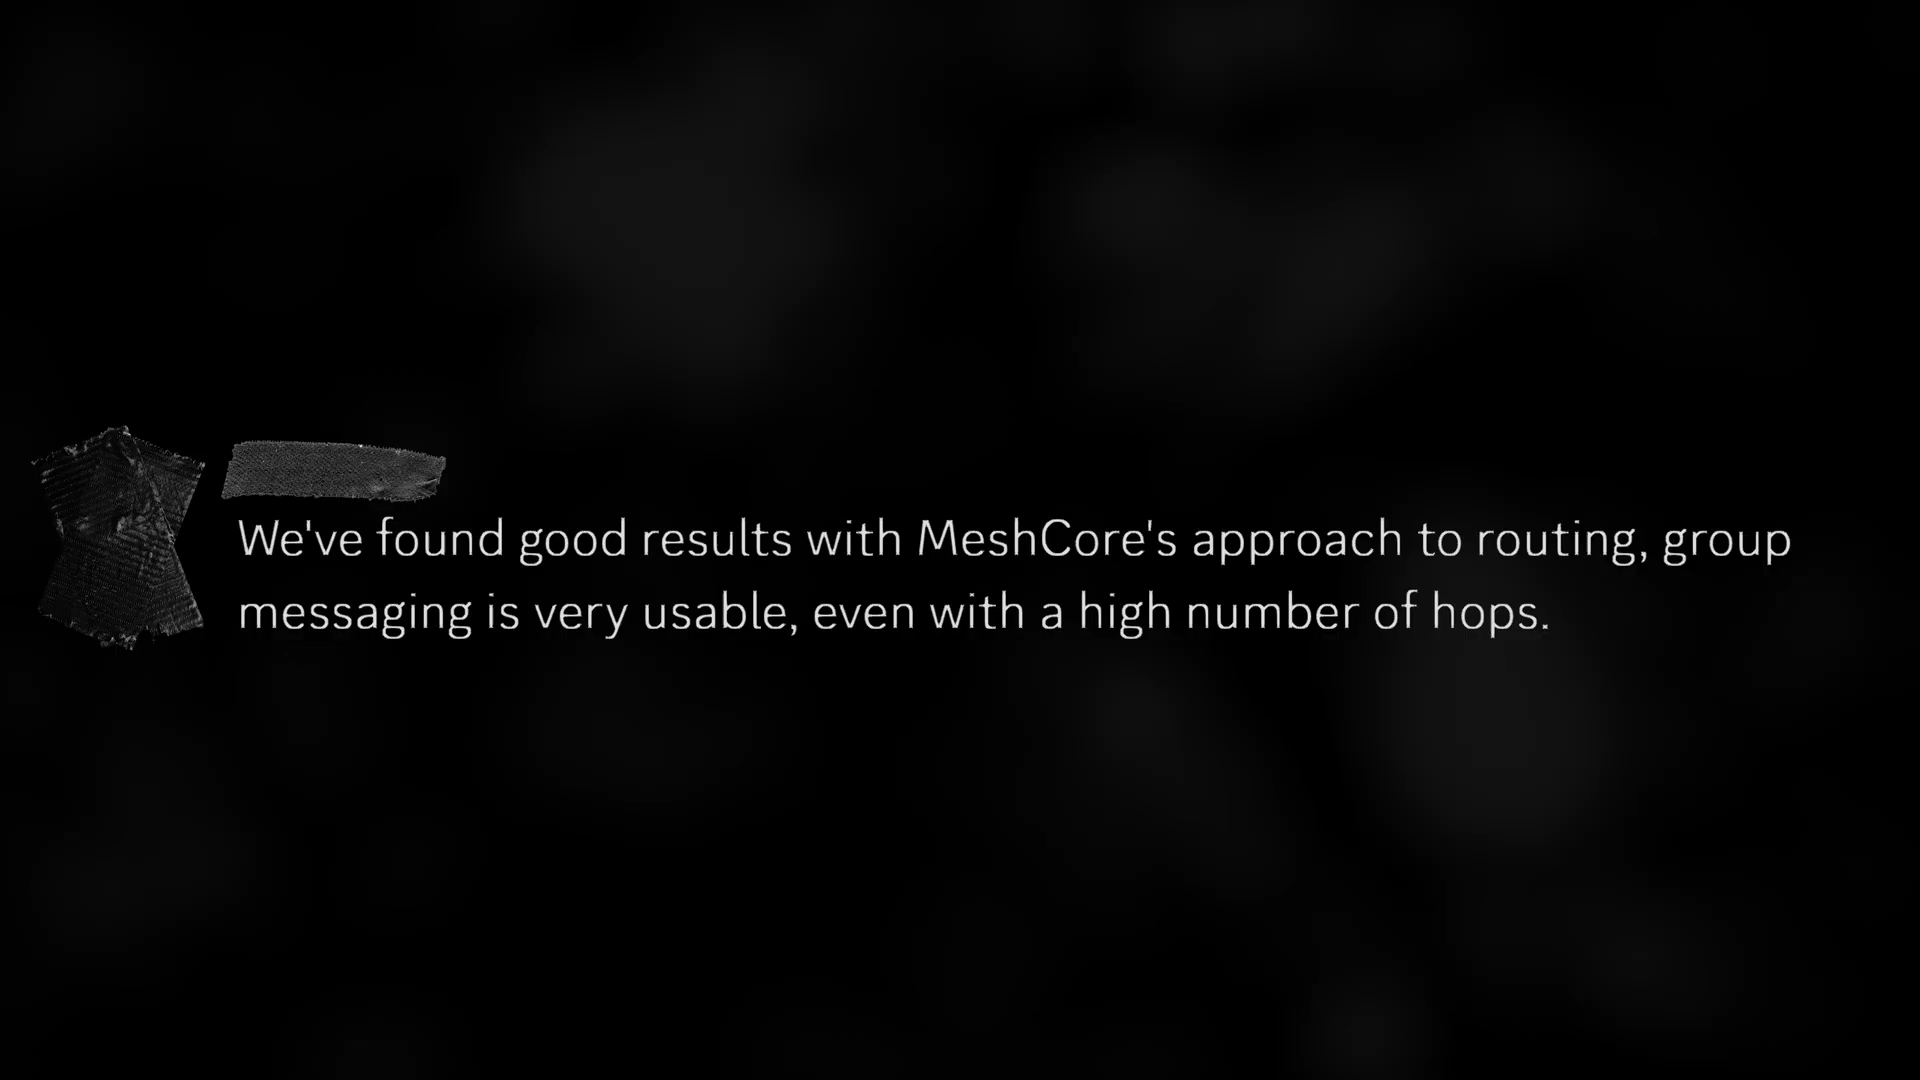 We've found good results with MeshCore's approach to routing, group
messaging is very usable, even with a high number of hops.